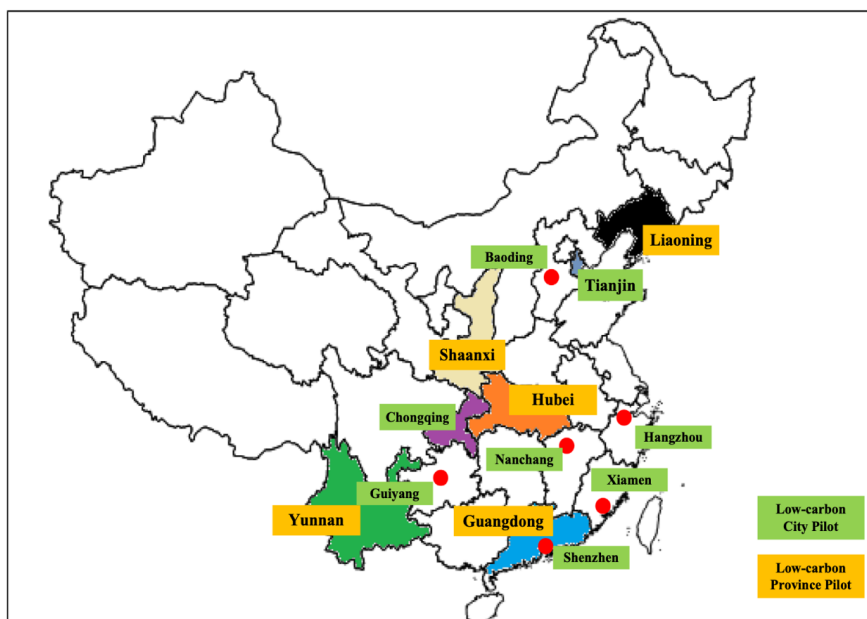 Liaoning
Baoding
Tianjin
Shaanxi
Hubei
Chongqing
Hangzhou
Nanchang
Xiamen
Guiyang
Yunnan
Guangdong
Shenzhen
Low-carbon
City Pilot
Low-carbon
Province Pilot